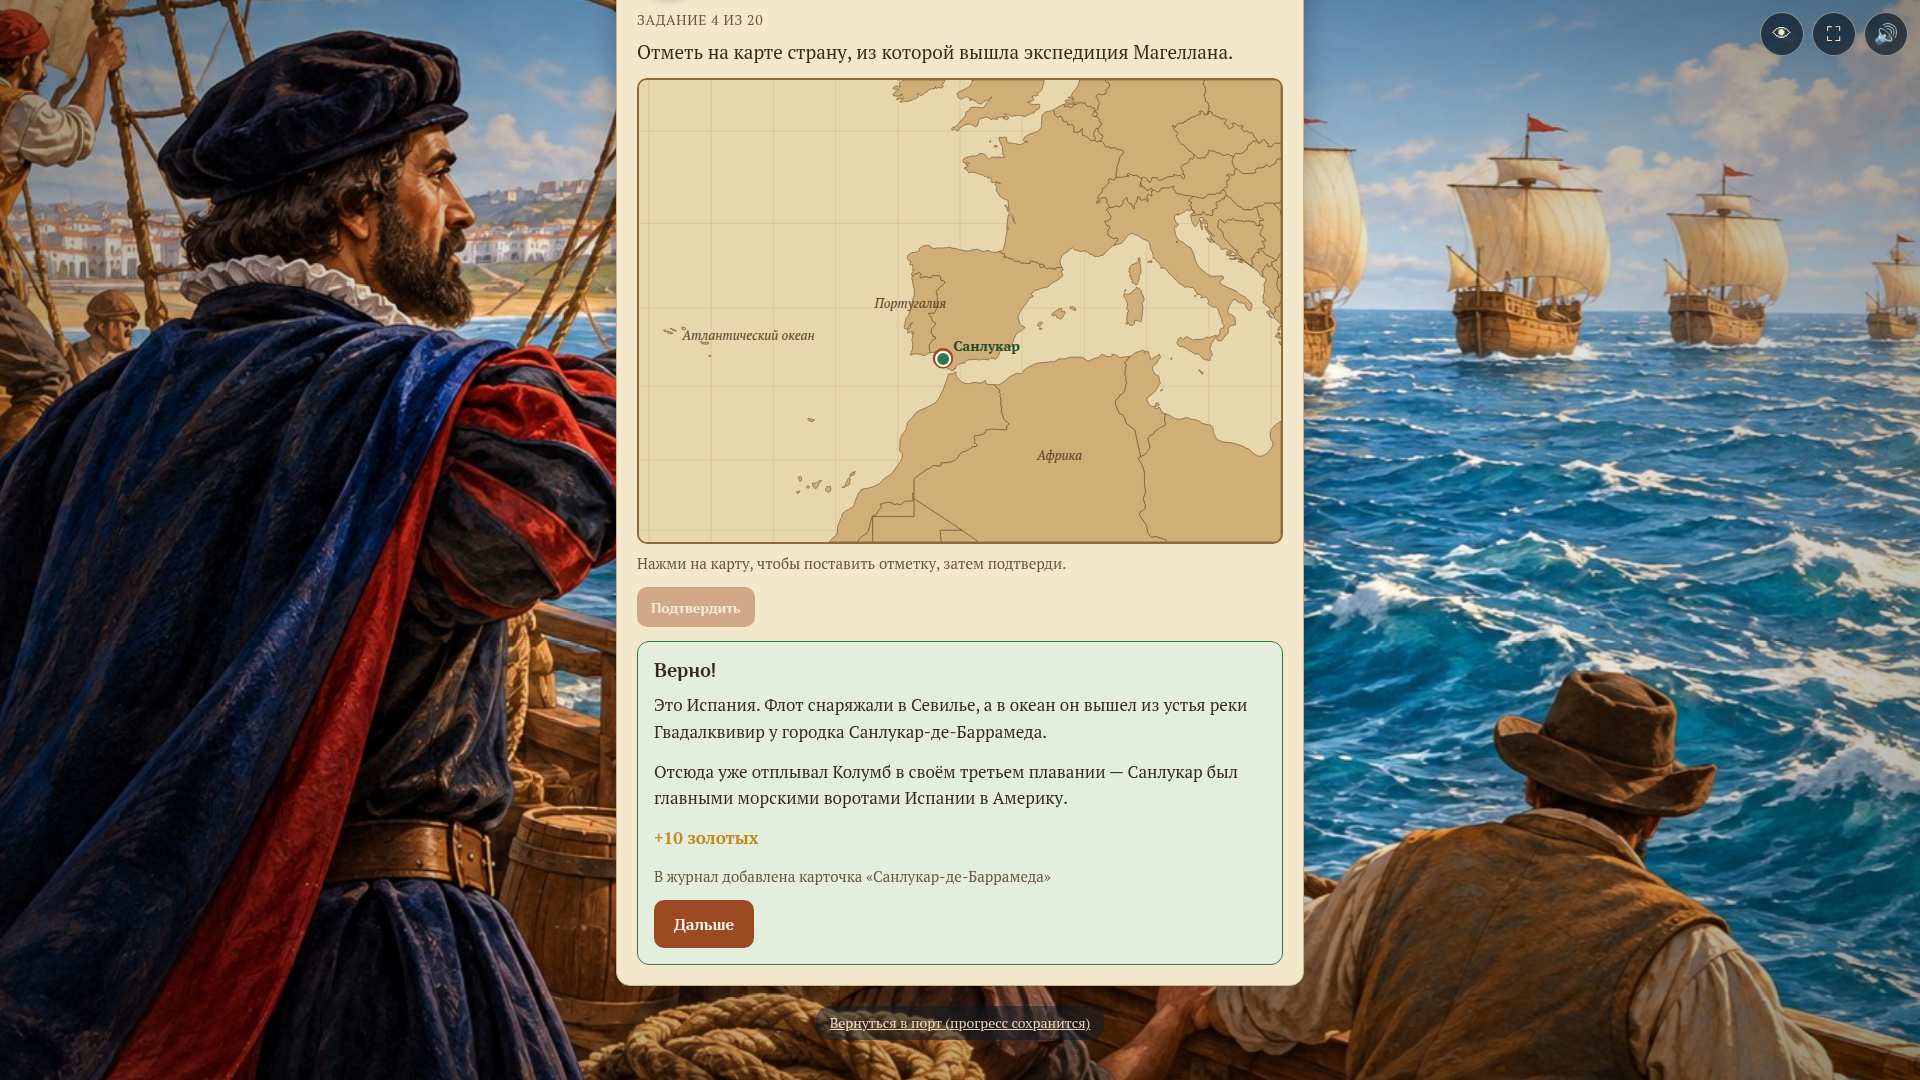 ЗАДАНИЕ 4 ИЗ 20
Отметь на карте страну, из которой вышла экспедиция Магеллана.
Португалия
Атлантический океан
Санлукар
Африка
Нажми на карту, чтобы поставить отметку, затем подтверди.
Подтвердить
Верно!
Это Испания. Флот снаряжали в Севилье, а в океан он вышел из устья реки
Гвадалквивир у городка Санлукар-де-Баррамеда.
Отсюда уже отплывал Колумб в своём третьем плавании — Санлукар был
главными морскими воротами Испании в Америку.
+10 золотых
В журнал добавлена карточка «Санлукар-де-Баррамеда»
Дальше
Вернуться в порт (прогресс сохранится)